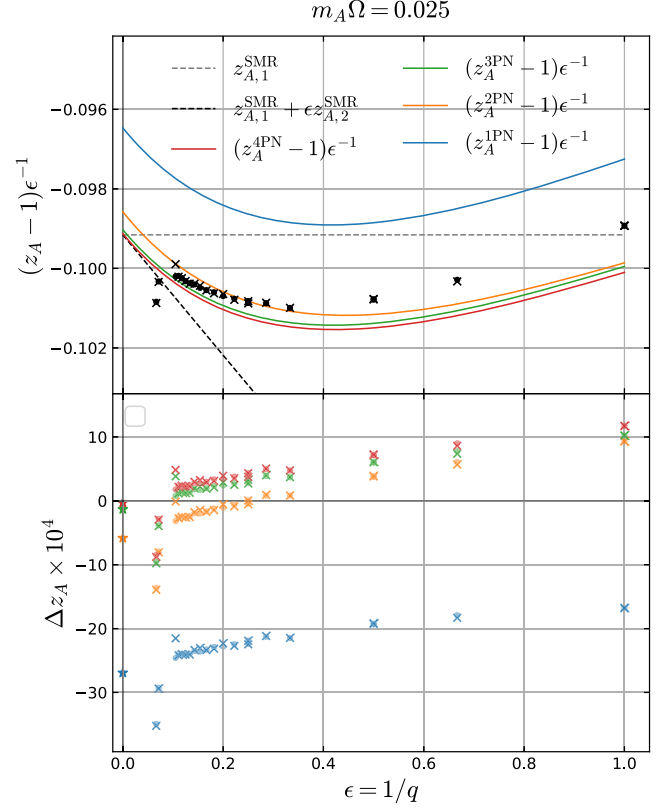 m_A Ω = 0.025
z_{A,1}^{SMR}
z_{A,1}^{SMR} + ϵz_{A,2}^{SMR}
(z_A^{4PN} − 1)ϵ^{−1}
(z_A^{3PN} − 1)ϵ^{−1}
(z_A^{2PN} − 1)ϵ^{−1}
(z_A^{1PN} − 1)ϵ^{−1}
(z_A − 1)ϵ^{−1}
−0.096
−0.098
−0.100
−0.102
Δz_A × 10^4
10
0
−10
−20
−30
0.0 0.2 0.4 0.6 0.8 1.0
ϵ = 1/q